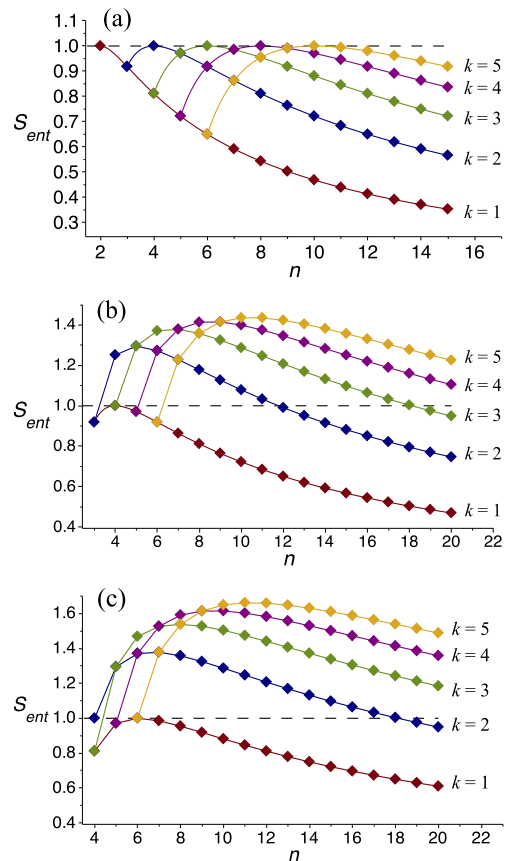 (a)
1.0
0.9
0.8
0.7
0.6
0.5
0.4
0.3
S_ent
k = 5
k = 4
k = 3
k = 2
k = 1
2 4 6 8 10 12 14 16
n
(b)
1.4
1.2
1.0
0.8
0.6
0.4
S_ent
k = 5
k = 4
k = 3
k = 2
k = 1
4 6 8 10 12 14 16 18 20 22
n
(c)
1.6
1.4
1.2
1.0
0.8
0.6
0.4
S_ent
k = 5
k = 4
k = 3
k = 2
k = 1
4 6 8 10 12 14 16 18 20 22
n